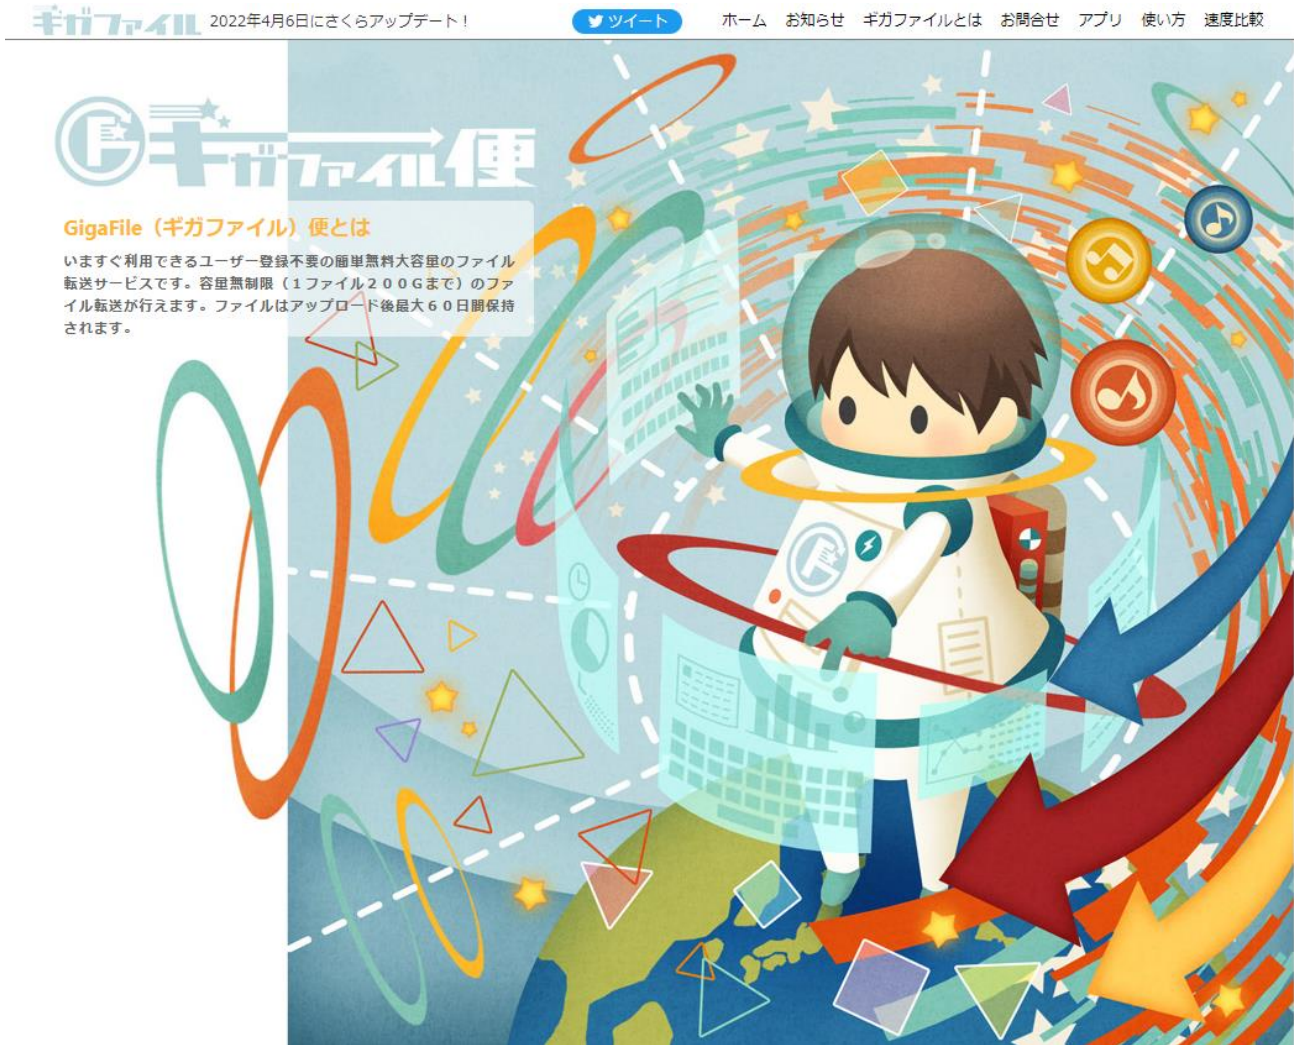 ギガファイル 2022年4月6日にさくらアップデート！ ツイート ホーム お知らせ ギガファイルとは お問合せ アプリ 使い方 速度比較
ギガファイル便
GigaFile（ギガファイル）便とは
いますぐ利用できるユーザー登録不要の簡単無料大容量のファイル
転送サービスです。容量無制限（１ファイル２００Gまで）のファ
イル転送が行えます。ファイルはアップロード後最大６０日間保持
されます。